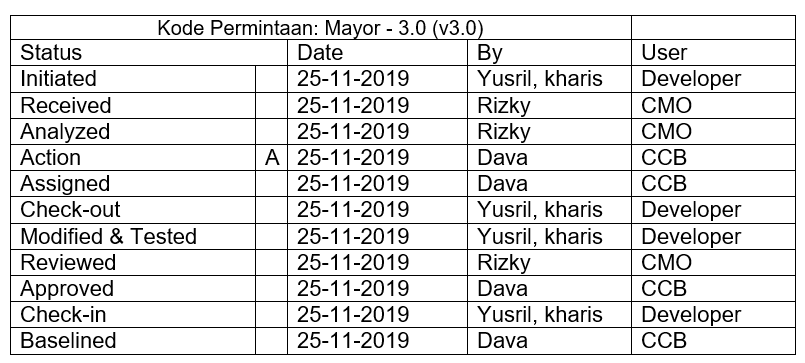 Kode Permintaan: Mayor - 3.0 (v3.0)
Status Date By User
Initiated 25-11-2019 Yusril, kharis Developer
Received 25-11-2019 Rizky CMO
Analyzed 25-11-2019 Rizky CMO
Action A 25-11-2019 Dava CCB
Assigned 25-11-2019 Dava CCB
Check-out 25-11-2019 Yusril, kharis Developer
Modified & Tested 25-11-2019 Yusril, kharis Developer
Reviewed 25-11-2019 Rizky CMO
Approved 25-11-2019 Dava CCB
Check-in 25-11-2019 Yusril, kharis Developer
Baselined 25-11-2019 Dava CCB